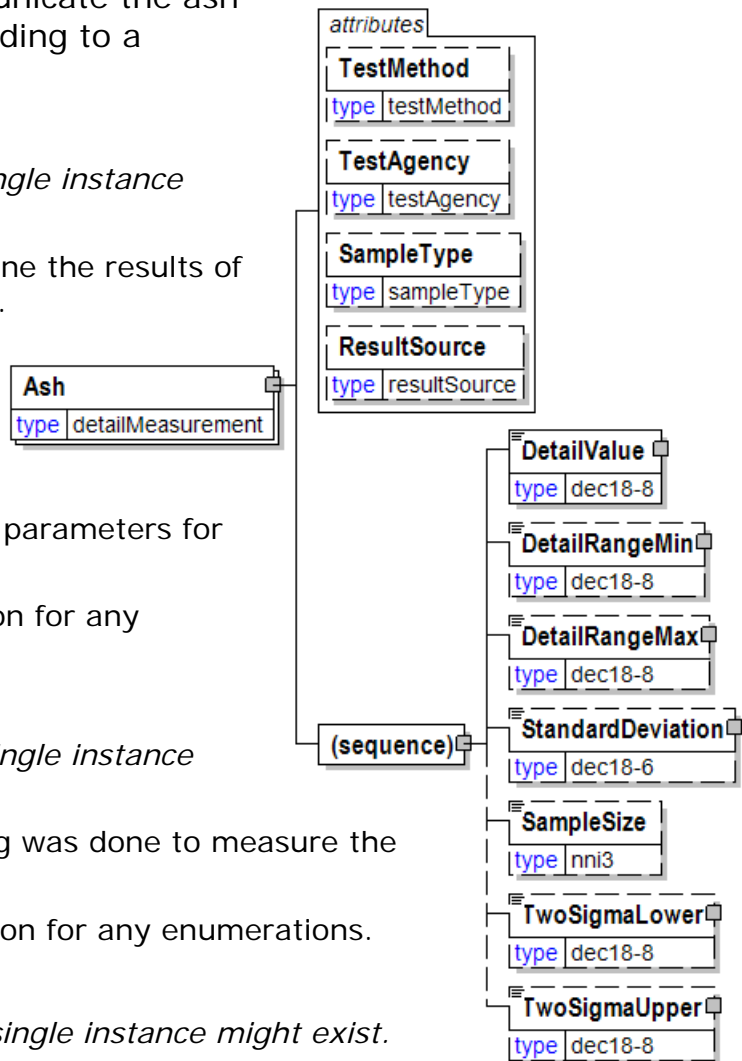 municate the ash
ding to a
ngle instance
ne the results of
.
parameters for
on for any
ingle instance
g was done to measure the
on for any enumerations.
single instance might exist.
Ash
type detailMeasurement
attributes
TestMethod
type testMethod
TestAgency
type testAgency
SampleType
type sampleType
ResultSource
type resultSource
(sequence)
DetailValue
type dec18-8
DetailRangeMin
type dec18-8
DetailRangeMax
type dec18-8
StandardDeviation
type dec18-6
SampleSize
type nni3
TwoSigmaLower
type dec18-8
TwoSigmaUpper
type dec18-8